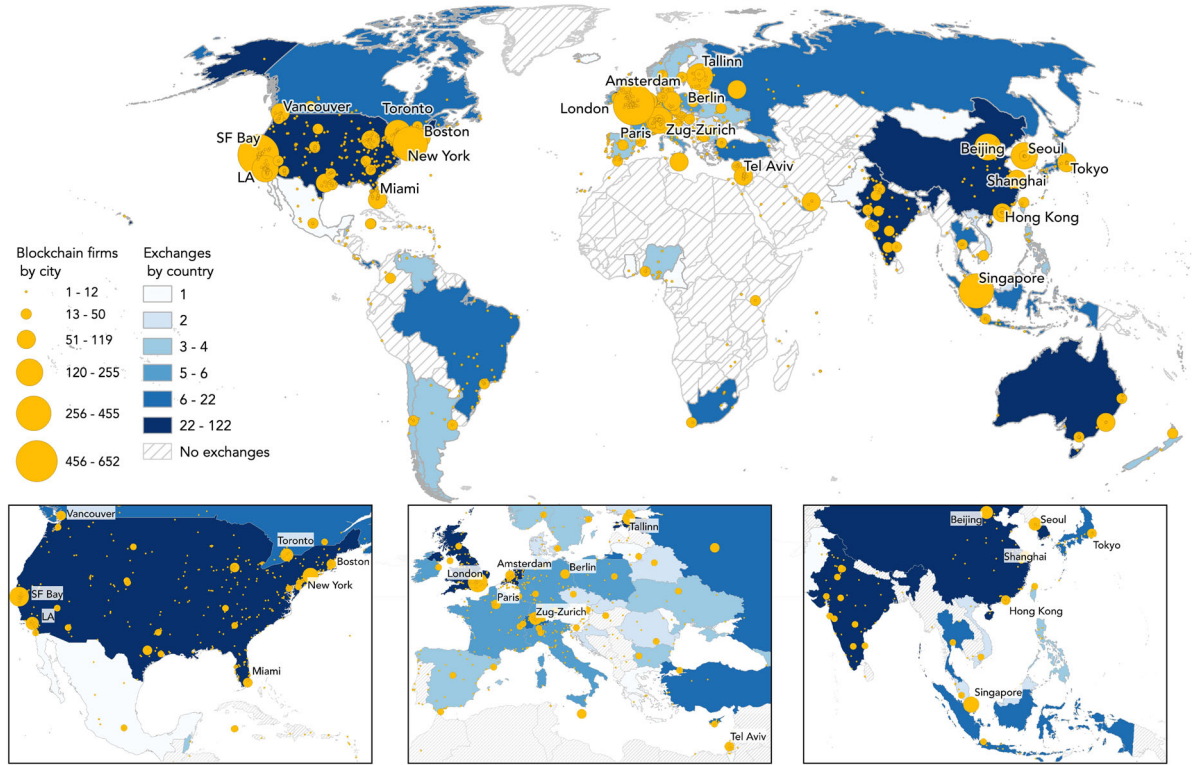 Tallinn
Amsterdam
Berlin
London
Paris
Zug-Zurich
Vancouver
Toronto
Boston
SF Bay
New York
LA
Miami
Tel Aviv
Beijing
Seoul
Shanghai
Tokyo
Hong Kong
Singapore
Blockchain firms
by city
1 - 12
13 - 50
51 - 119
120 - 255
256 - 455
456 - 652
Exchanges
by country
1
2
3 - 4
5 - 6
6 - 22
22 - 122
No exchanges
Vancouver
Toronto
Boston
New York
SF Bay
LA
Miami
Tallinn
Amsterdam
Berlin
London
Paris
Zug-Zurich
Tel Aviv
Beijing
Seoul
Tokyo
Shanghai
Hong Kong
Singapore